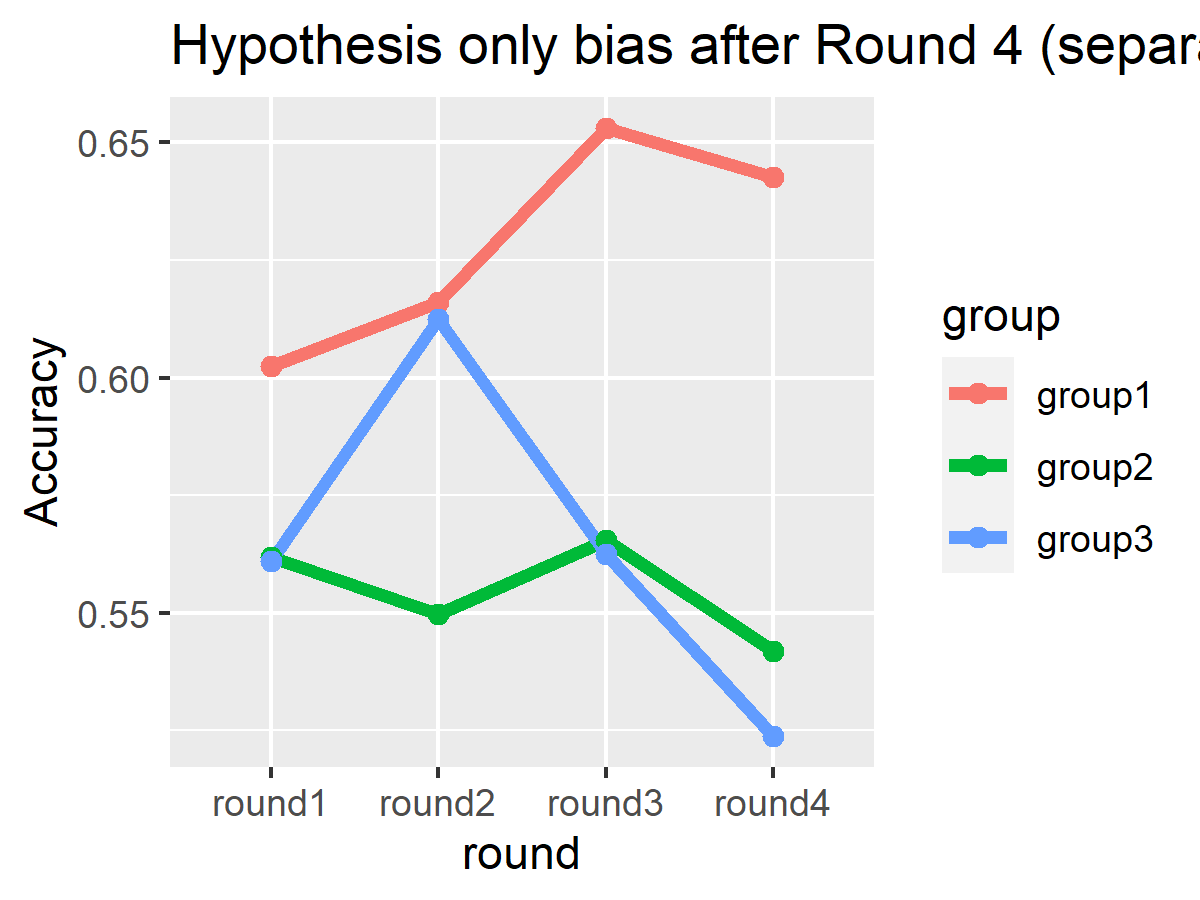 Hypothesis only bias after Round 4 (separa
0.65
0.60
0.55
Accuracy
round1 round2 round3 round4
round
group
group1
group2
group3